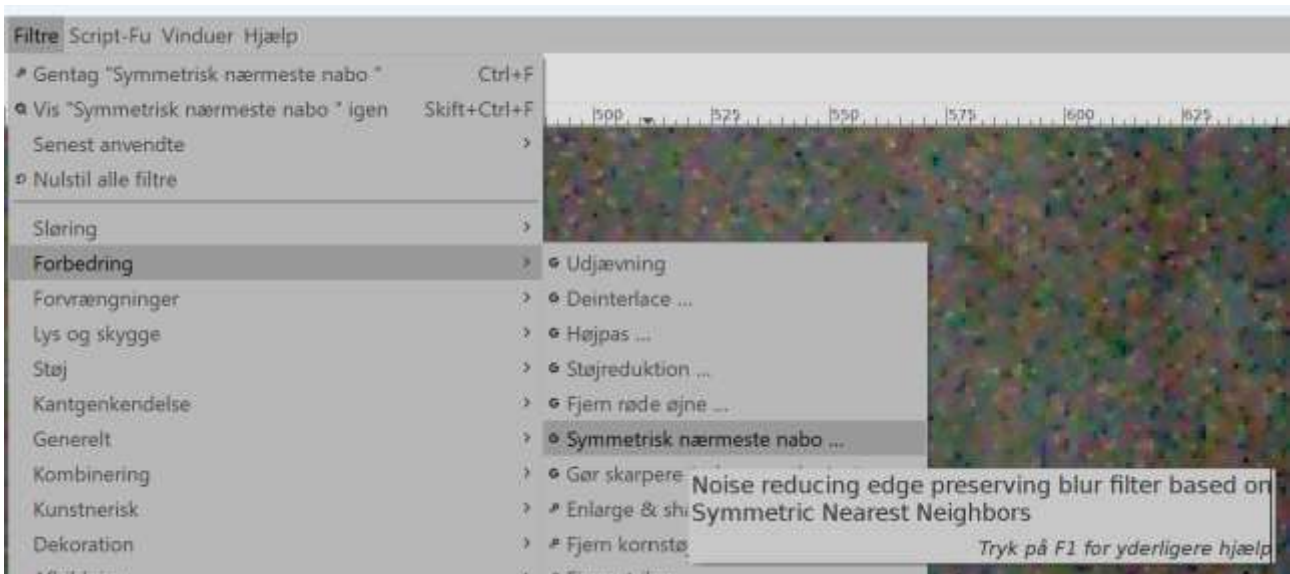 Filtre Script-Fu Vinduer Hjælp
Gentag "Symmetrisk nærmeste nabo " Ctrl+F
Vis "Symmetrisk nærmeste nabo " igen Skift+Ctrl+F
Senest anvendte
Nulstil alle filtre
500 525 550 575 600 625
Sløring
Forbedring
Forvrængninger
Lys og skygge
Støj
Kantgenkendelse
Generelt
Kombinering
Kunstnerisk
Dekoration
Udjævning
Deinterlace ...
Højpas ...
Støjreduktion ...
Fjern røde øjne ...
Symmetrisk nærmeste nabo ...
Gør skarpere
Enlarge &
Fjern
Noise reducing edge preserving blur filter based on
Symmetric Nearest Neighbors
Tryk på F1 for yderligere hjælp